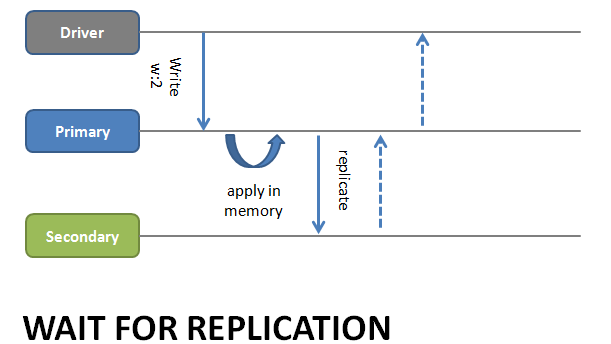 Driver
Write
w:2
Primary
apply in
memory
replicate
Secondary
WAIT FOR REPLICATION